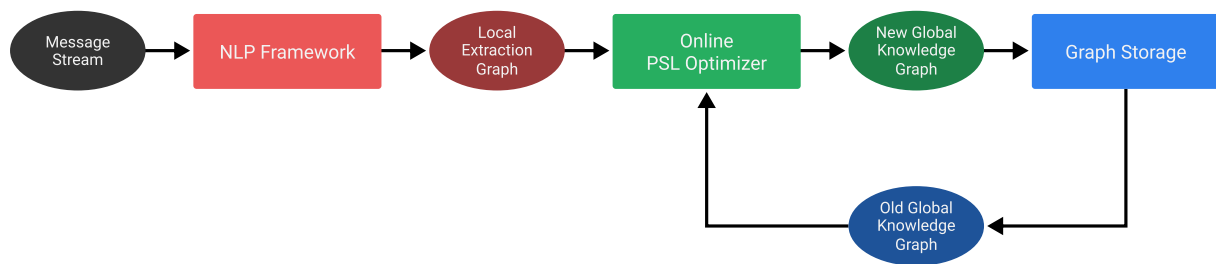 Message
Stream
NLP Framework
Local
Extraction
Graph
Online
PSL Optimizer
New Global
Knowledge
Graph
Graph Storage
Old Global
Knowledge
Graph